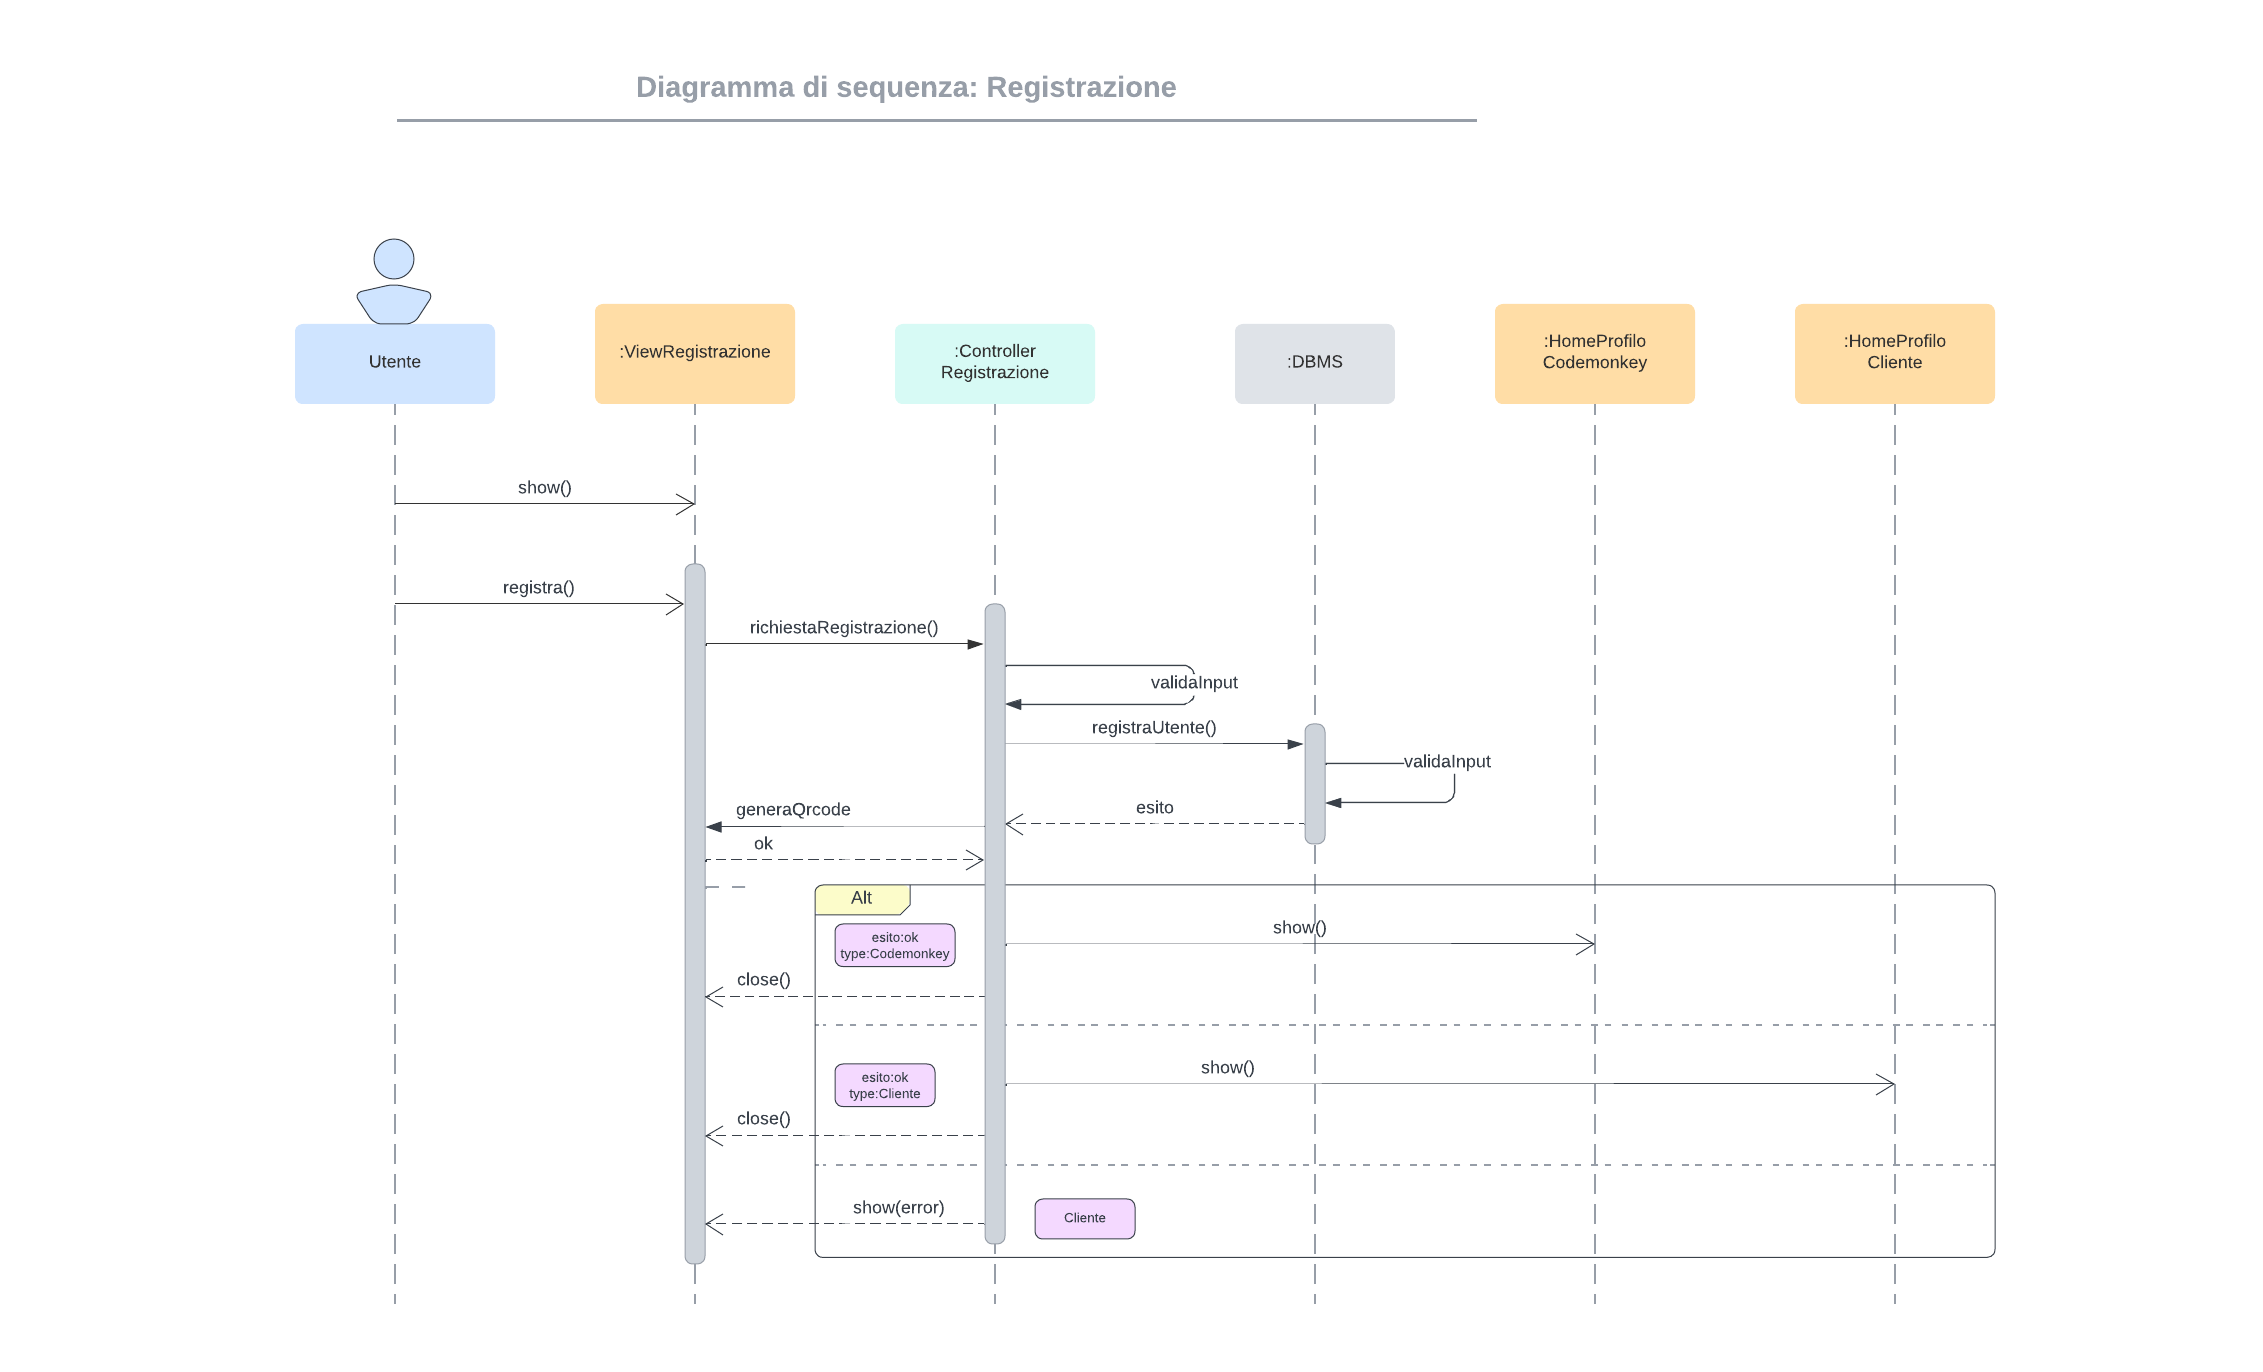 Diagramma di sequenza: Registrazione
Utente
:ViewRegistrazione
:Controller
Registrazione
:DBMS
:HomeProfilo
Codemonkey
:HomeProfilo
Cliente
show()
registra()
richiestaRegistrazione()
validaInput
registraUtente()
validaInput
esito
generaQrcode
ok
Alt
esito:ok
type:Codemonkey
show()
close()
esito:ok
type:Cliente
show()
close()
show(error)
Cliente